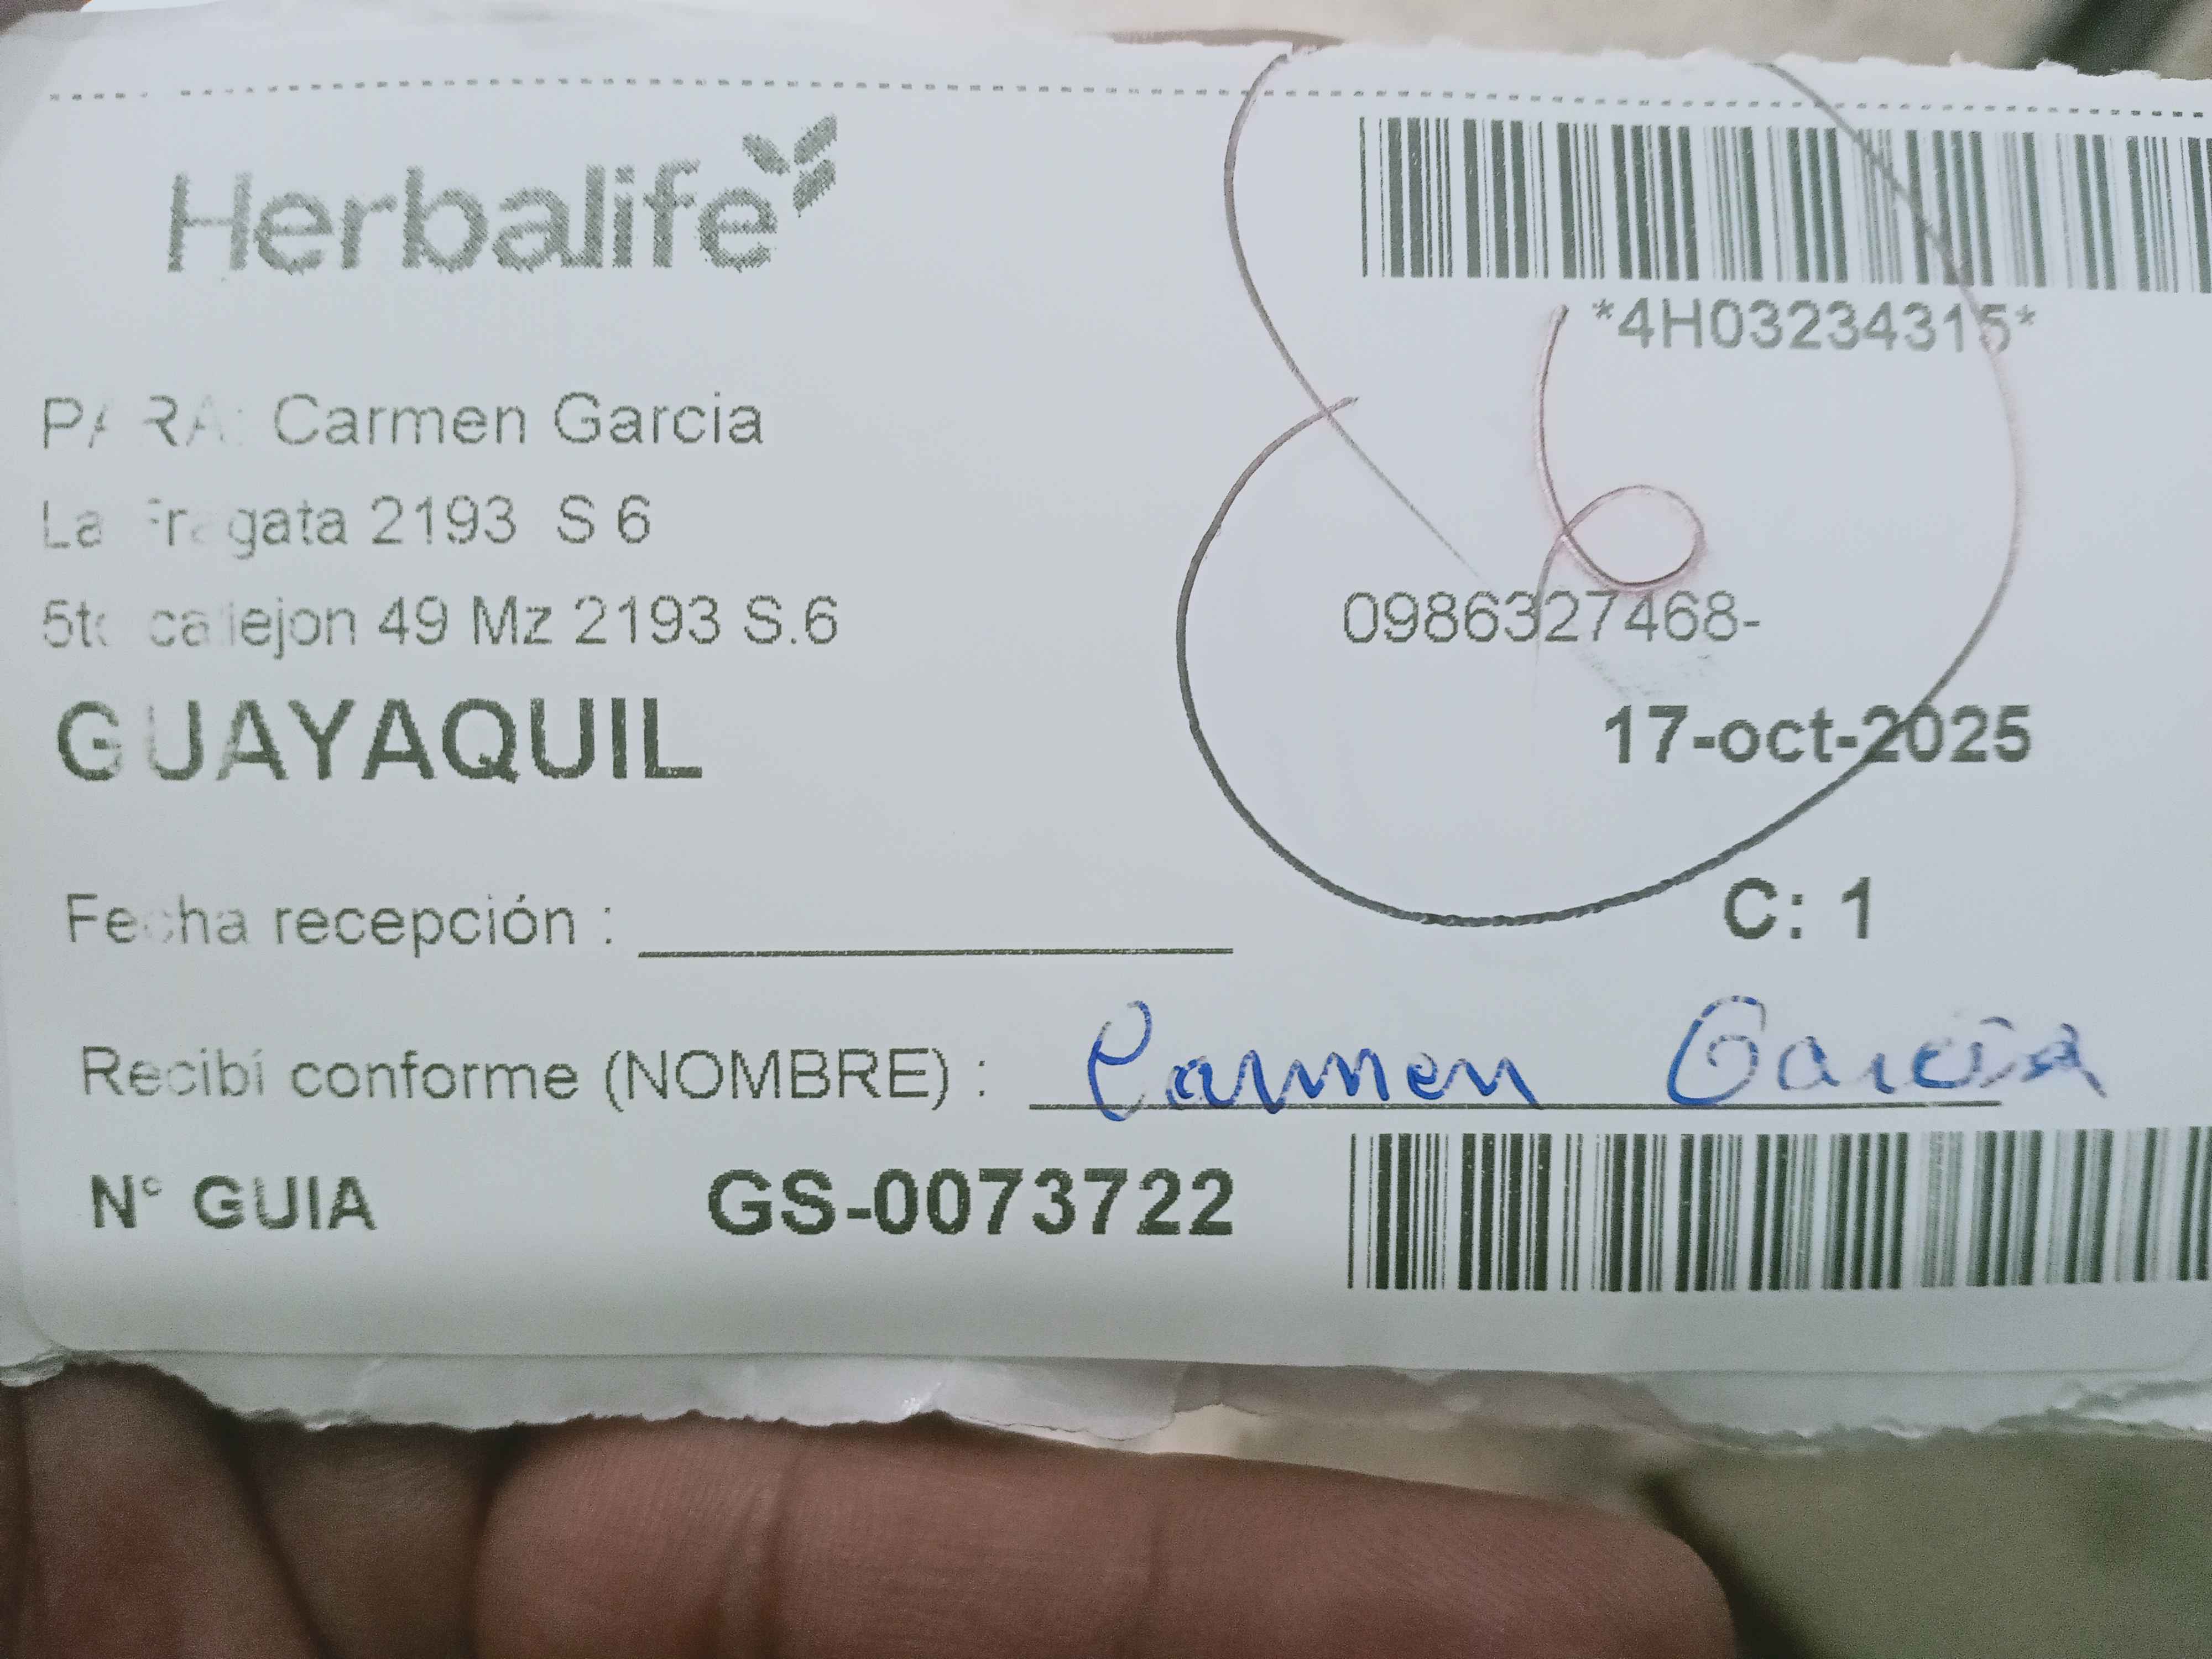 Herbalife
*4H03234315*
PARA: Carmen Garcia
La Fragata 2193 S 6
5to callejon 49 Mz 2193 S.6
0986327468-
GUAYAQUIL
17-oct-2025
Fecha recepción :
C: 1
Recibí conforme (NOMBRE) : Carmen Garcia
N° GUIA GS-0073722